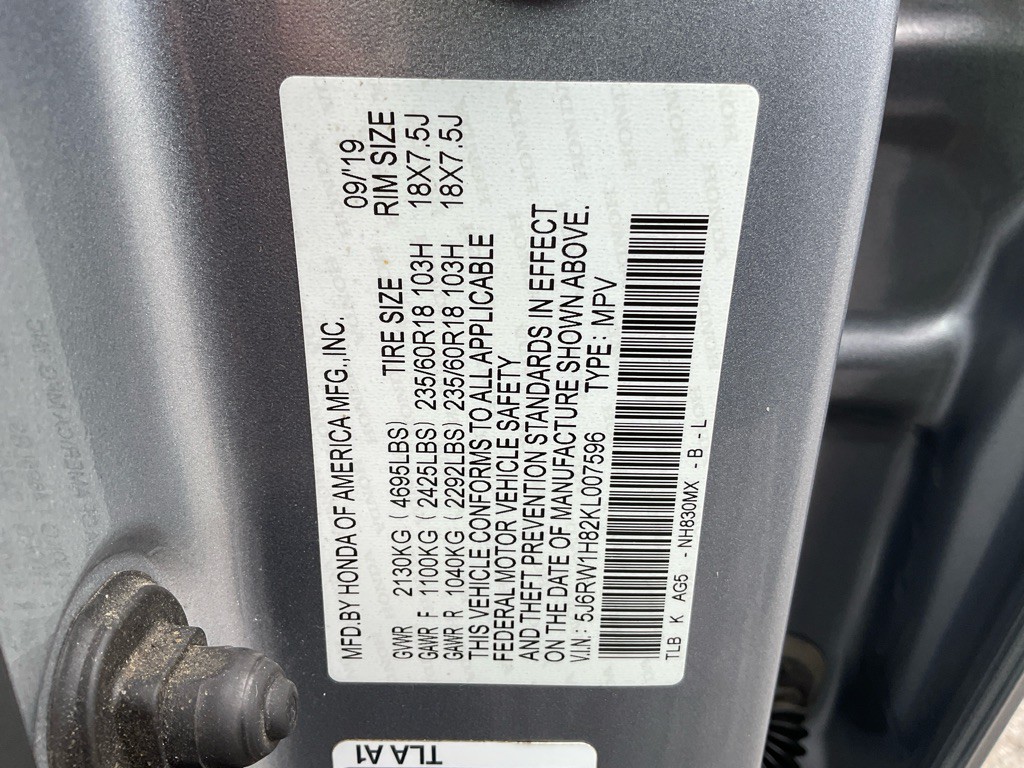 MFD. BY HONDA OF AMERICA MFG., INC. 09/'19
GVWR 2130KG ( 4695LBS) TIRE SIZE RIM SIZE
GAWR F 1100KG ( 2425LBS) 235/60R18 103H 18X7.5J
GAWR R 1040KG ( 2292LBS) 235/60R18 103H 18X7.5J
THIS VEHICLE CONFORMS TO ALL APPLICABLE
FEDERAL MOTOR VEHICLE SAFETY
AND THEFT PREVENTION STANDARDS IN EFFECT
ON THE DATE OF MANUFACTURE SHOWN ABOVE.
V.I.N.: 5J6RW1H82KL007596 TYPE: MPV
TLB K AG5 -NH830MX -B-L
TLA A1